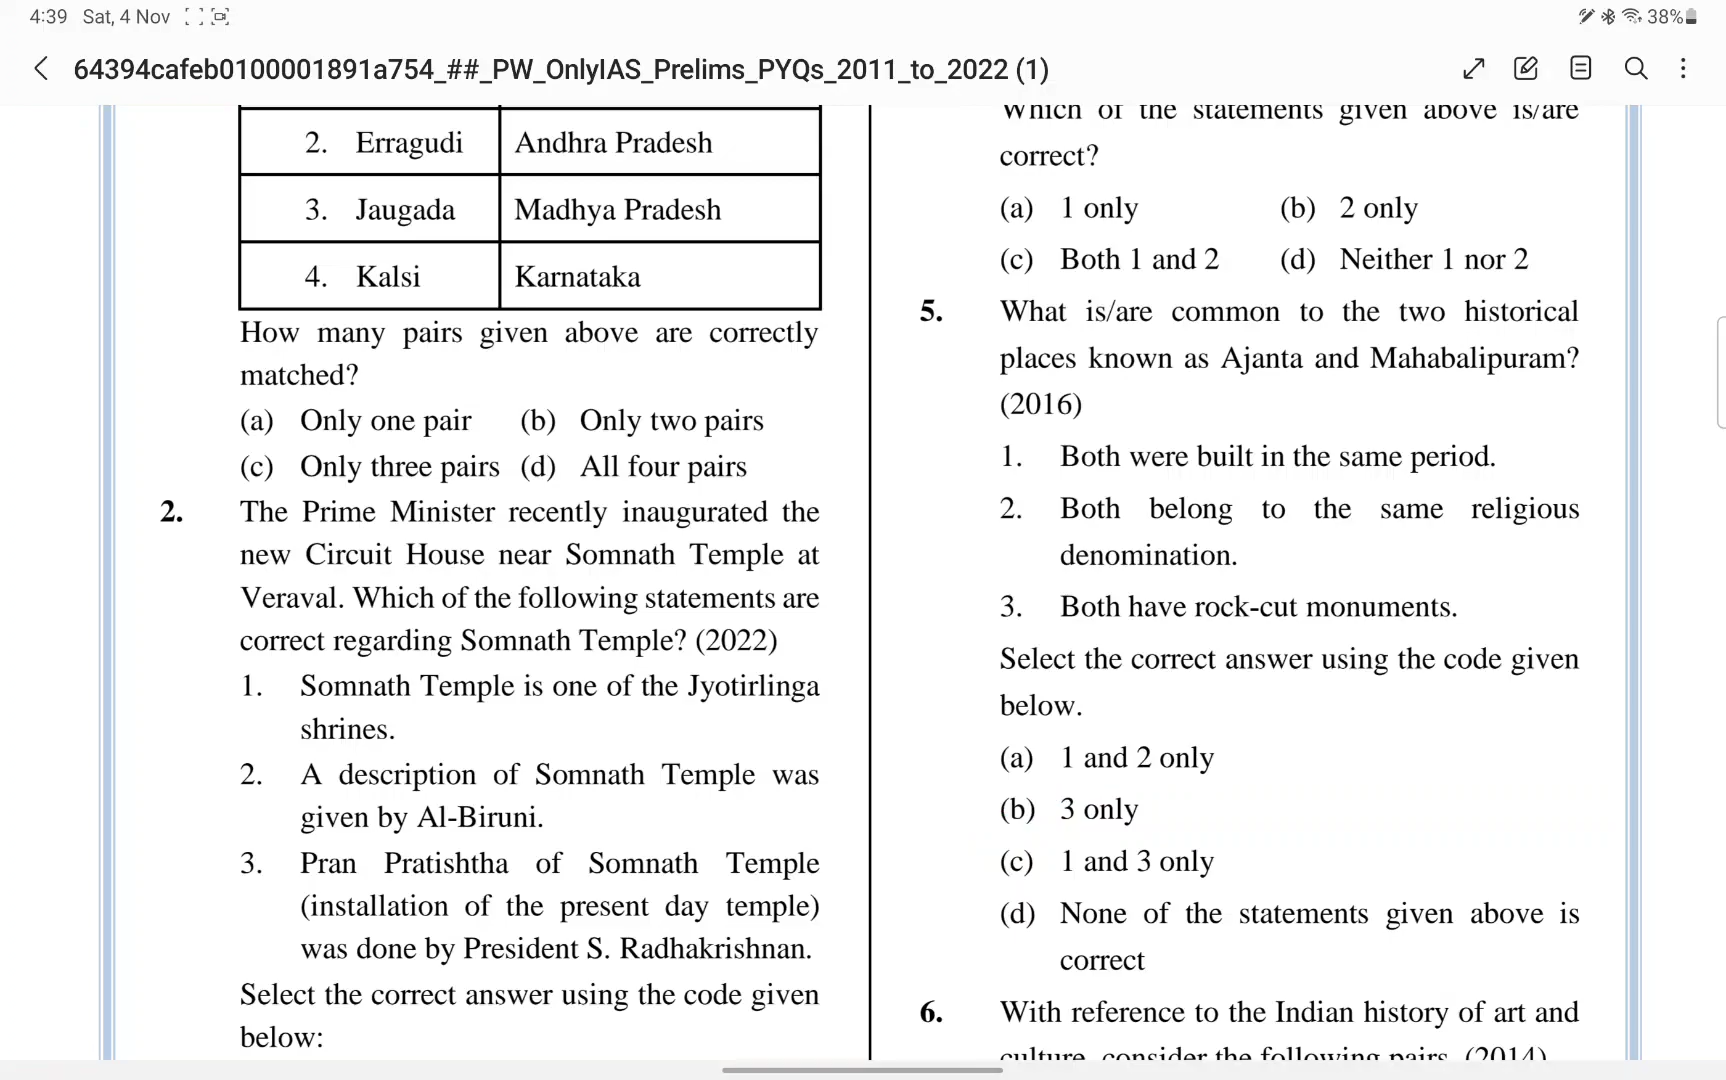 4:39 Sat, 4 Nov
38%
64394cafeb0100001891a754_##_PW_OnlyIAS_Prelims_PYQs_2011_to_2022 (1)
2. Erragudi Andhra Pradesh
3. Jaugada Madhya Pradesh
4. Kalsi Karnataka
How many pairs given above are correctly
matched?
(a) Only one pair (b) Only two pairs
(c) Only three pairs (d) All four pairs
2. The Prime Minister recently inaugurated the
new Circuit House near Somnath Temple at
Veraval. Which of the following statements are
correct regarding Somnath Temple? (2022)
1. Somnath Temple is one of the Jyotirlinga
shrines.
2. A description of Somnath Temple was
given by Al-Biruni.
3. Pran Pratishtha of Somnath Temple
(installation of the present day temple)
was done by President S. Radhakrishnan.
Select the correct answer using the code given
below:
Which of the statements given above is/are
correct?
(a) 1 only (b) 2 only
(c) Both 1 and 2 (d) Neither 1 nor 2
5. What is/are common to the two historical
places known as Ajanta and Mahabalipuram?
(2016)
1. Both were built in the same period.
2. Both belong to the same religious
denomination.
3. Both have rock-cut monuments.
Select the correct answer using the code given
below.
(a) 1 and 2 only
(b) 3 only
(c) 1 and 3 only
(d) None of the statements given above is
correct
6. With reference to the Indian history of art and
culture, consider the following pairs (2014)